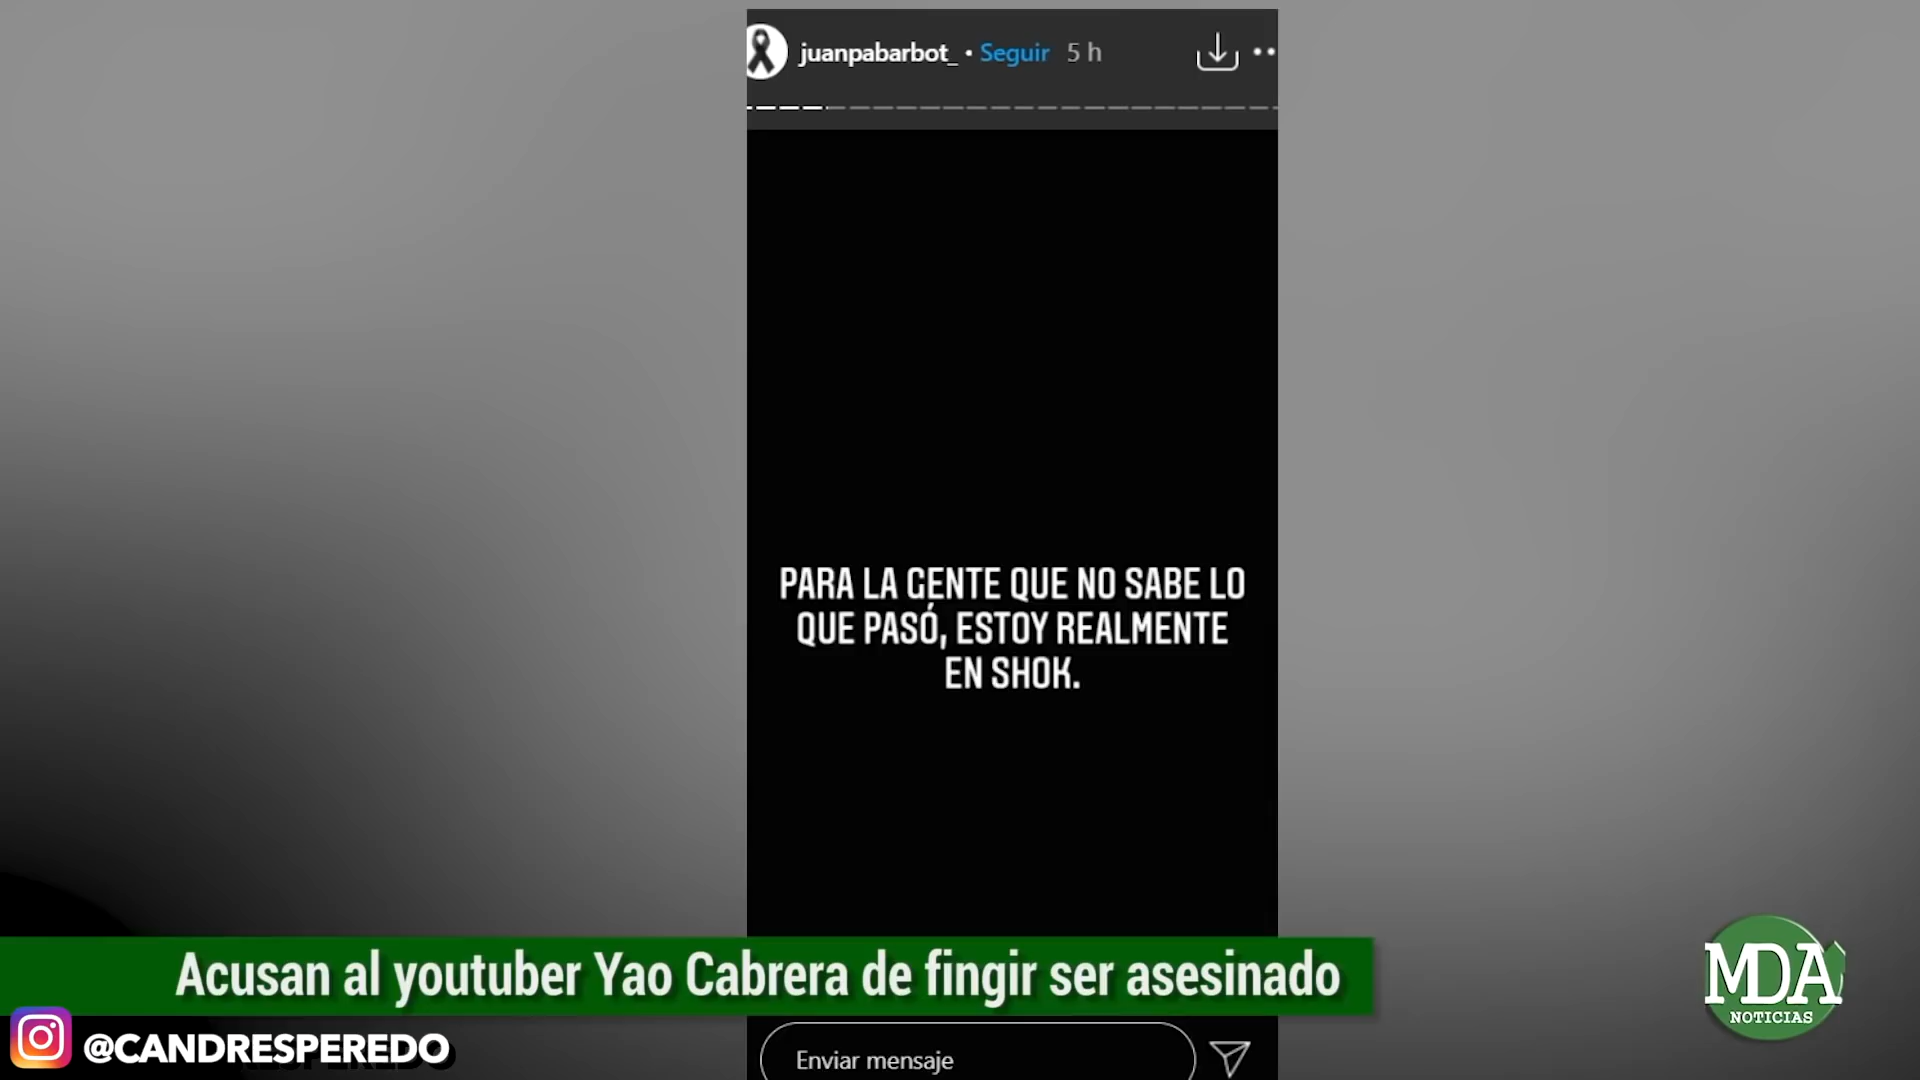 juanpabarbot_ • Seguir 5 h
PARA LA GENTE QUE NO SABE LO
QUE PASÓ, ESTOY REALMENTE
EN SHOK.
Acusan al youtuber Yao Cabrera de fingir ser asesinado
MDA
NOTICIAS
@CANDRESPEREDO
Enviar mensaje